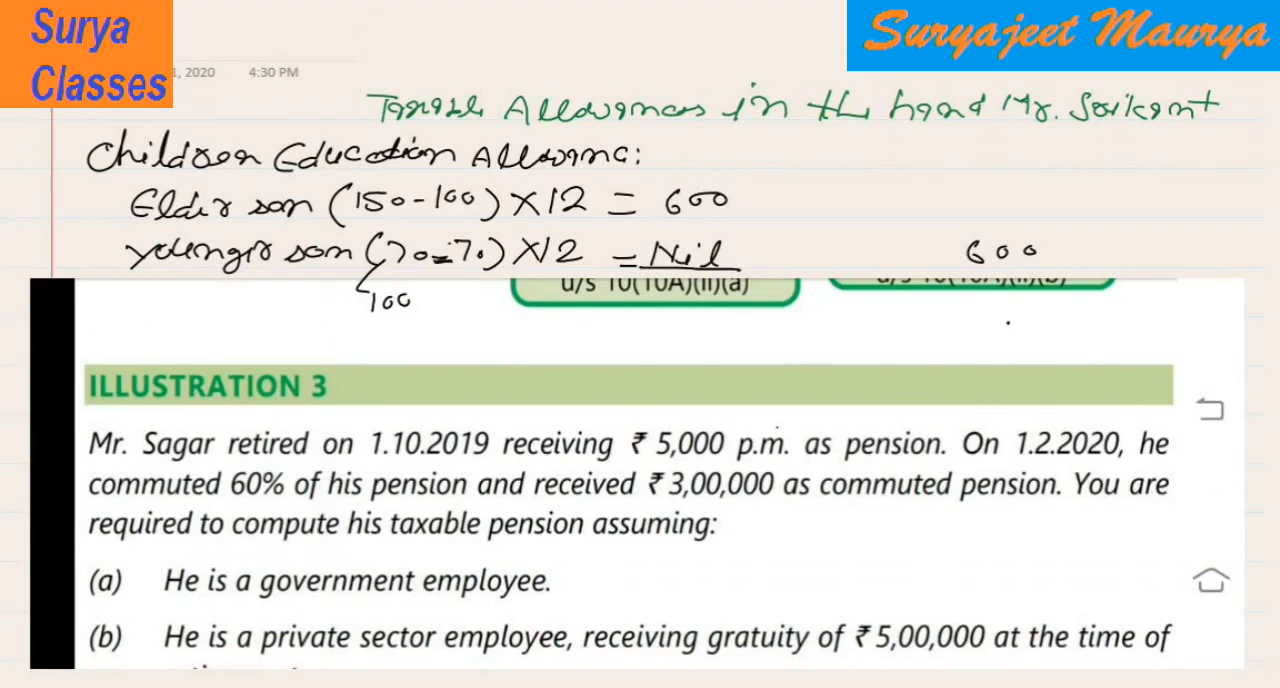 Surya
Classes
Suryajeet Maurya
1, 2020 4:30 PM
Allowances in the hand Mr.
Children Education Allowanc:
Elder son (150-100) × 12 = 600
younger son (70-70) × 12 = Nil 600
100
u/s 10(10A)(ii)(a)
u/s 10(10A)(ii)(b)
ILLUSTRATION 3
Mr. Sagar retired on 1.10.2019 receiving ₹ 5,000 p.m. as pension. On 1.2.2020, he
commuted 60% of his pension and received ₹ 3,00,000 as commuted pension. You are
required to compute his taxable pension assuming:
(a) He is a government employee.
(b) He is a private sector employee, receiving gratuity of ₹ 5,00,000 at the time of